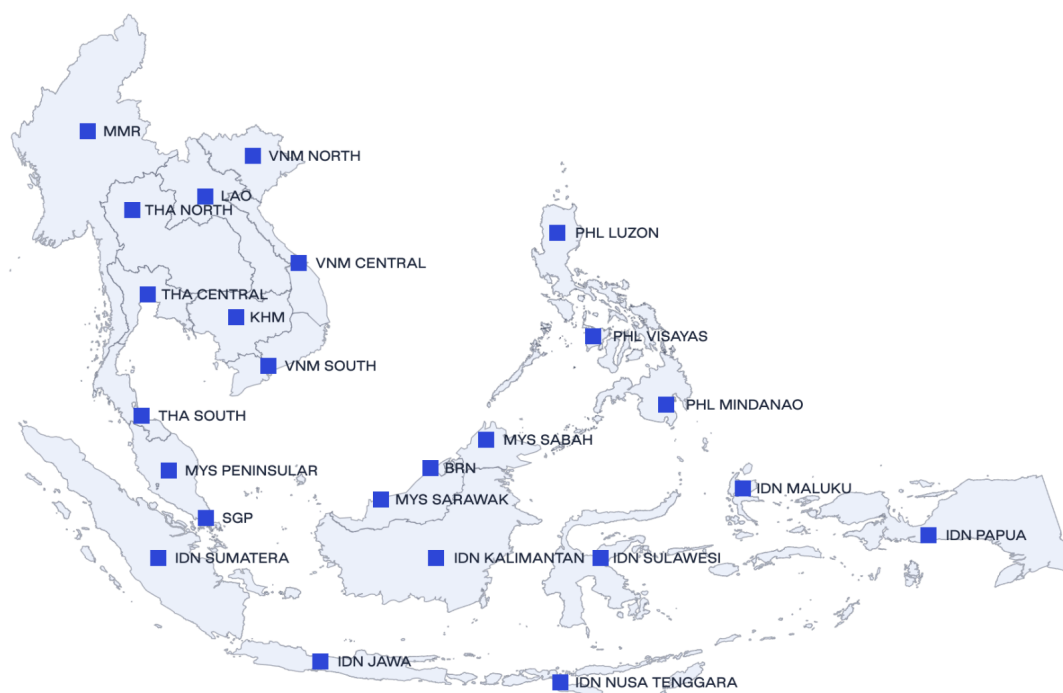 MMR
VNM NORTH
LAO
THA NORTH
PHL LUZON
VNM CENTRAL
THA CENTRAL
KHM
PHL VISAYAS
VNM SOUTH
PHL MINDANAO
THA SOUTH
MYS SABAH
BRN
MYS PENINSULAR
IDN MALUKU
MYS SARAWAK
SGP
IDN PAPUA
IDN SUMATERA
IDN KALIMANTAN
IDN SULAWESI
IDN JAWA
IDN NUSA TENGGARA